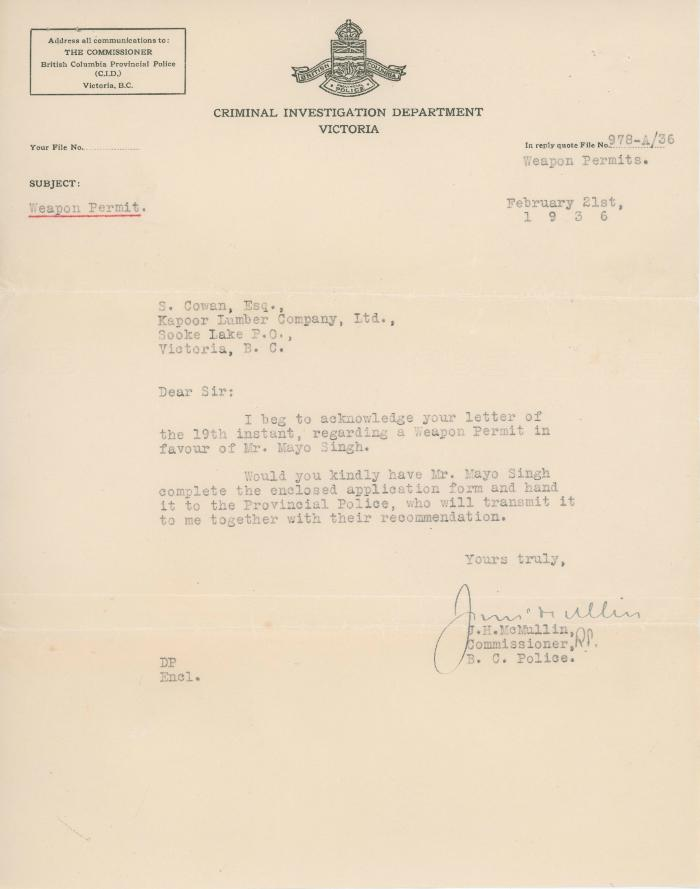 Address all communications to:
THE COMMISSIONER
British Columbia Provincial Police
(C.I.D.)
Victoria, B.C.
BRITISH COLUMBIA
PROVINCIAL
POLICE
CRIMINAL INVESTIGATION DEPARTMENT
VICTORIA
Your File No.
In reply quote File No. 978-A/36
Weapon Permits.
SUBJECT:
Weapon Permit.
February 21st,
1 9 3 6
S. Cowan, Esq.,
Kapoor Lumber Company, Ltd.,
Sooke Lake P.O.,
Victoria, B. C.
Dear Sir:
I beg to acknowledge your letter of
the 19th instant, regarding a Weapon Permit in
favour of Mr. Mayo Singh.
Would you kindly have Mr. Mayo Singh
complete the enclosed application form and hand
it to the Provincial Police, who will transmit it
to me together with their recommendation.
Yours truly,
J.H.McMullin,
Commissioner,
B. C. Police.
DP
Encl.